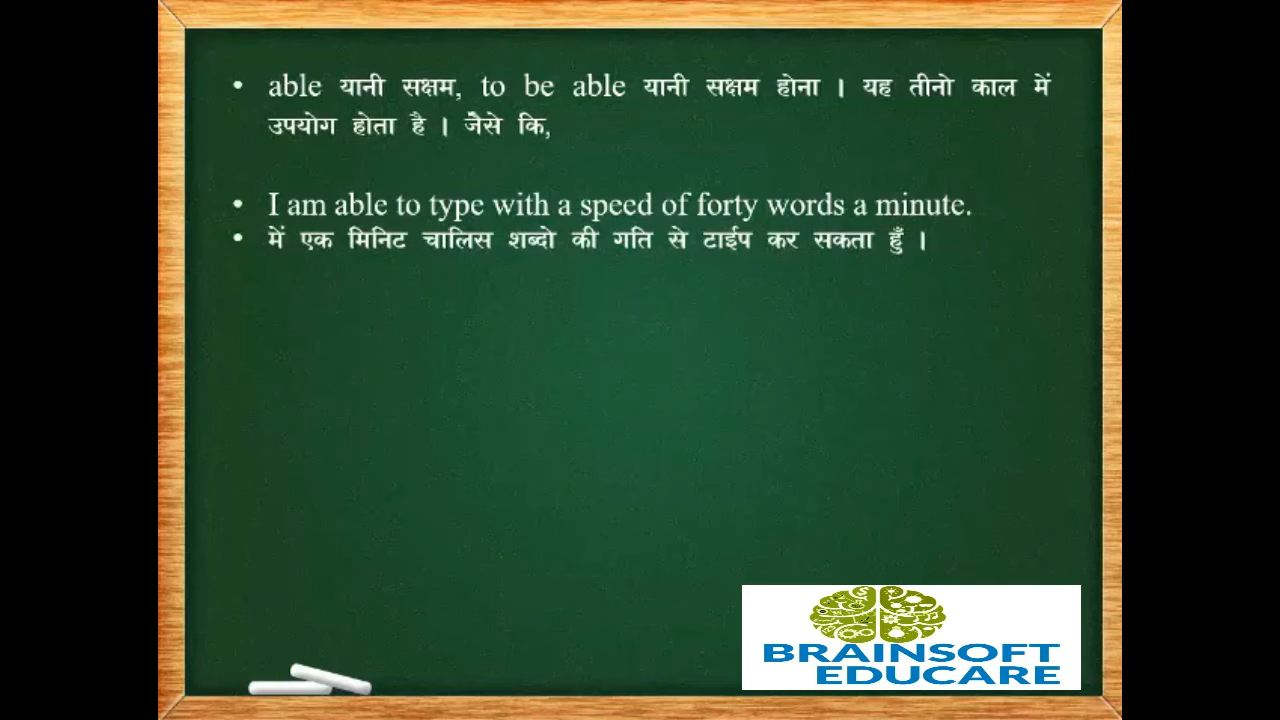 • able यानी सक्षम, to be able यानी सक्षम होना । यह तीनो काल में
उपयोग होता है । जैसे कि,
• I am able to type with a speed of forty words a minute.
• में एक मिनिट चालिस शब्दो की गति से टाईप कर सकता हुँ ।
BRAINSOFT
EDUCARE